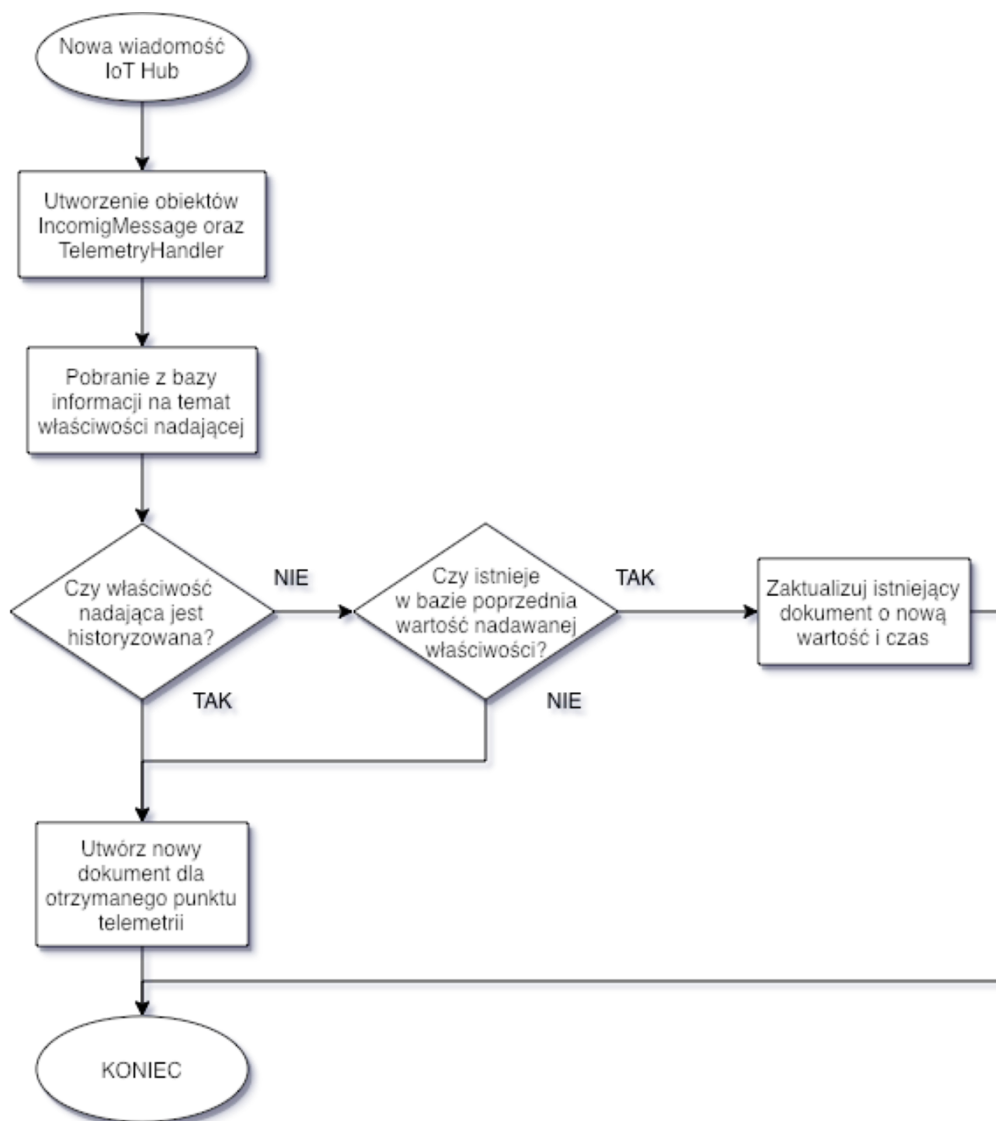 Nowa wiadomość
IoT Hub
Utworzenie obiektów
IncomigMessage oraz
TelemetryHandler
Pobranie z bazy
informacji na temat
właściwości nadającej
Czy właściwość
nadająca jest
historyzowana?
NIE
TAK
Czy istnieje
w bazie poprzednia
wartość nadawanej
właściwości?
TAK
NIE
Zaktualizuj istniejący
dokument o nową
wartość i czas
Utwórz nowy
dokument dla
otrzymanego punktu
telemetrii
KONIEC